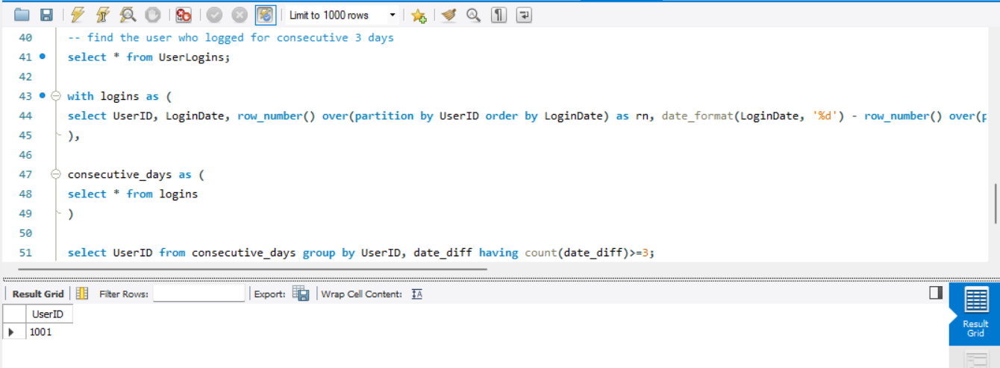 Limit to 1000 rows
40 -- find the user who logged for consecutive 3 days
41 select * from UserLogins;
42
43 with logins as (
44 select UserID, LoginDate, row_number() over(partition by UserID order by LoginDate) as rn, date_format(LoginDate, '%d') - row_number() over(p
45 ),
46
47 consecutive_days as (
48 select * from logins
49 )
50
51 select UserID from consecutive_days group by UserID, date_diff having count(date_diff)>=3;
Result Grid Filter Rows: Export: Wrap Cell Content: IA
UserID
1001
Result
Grid